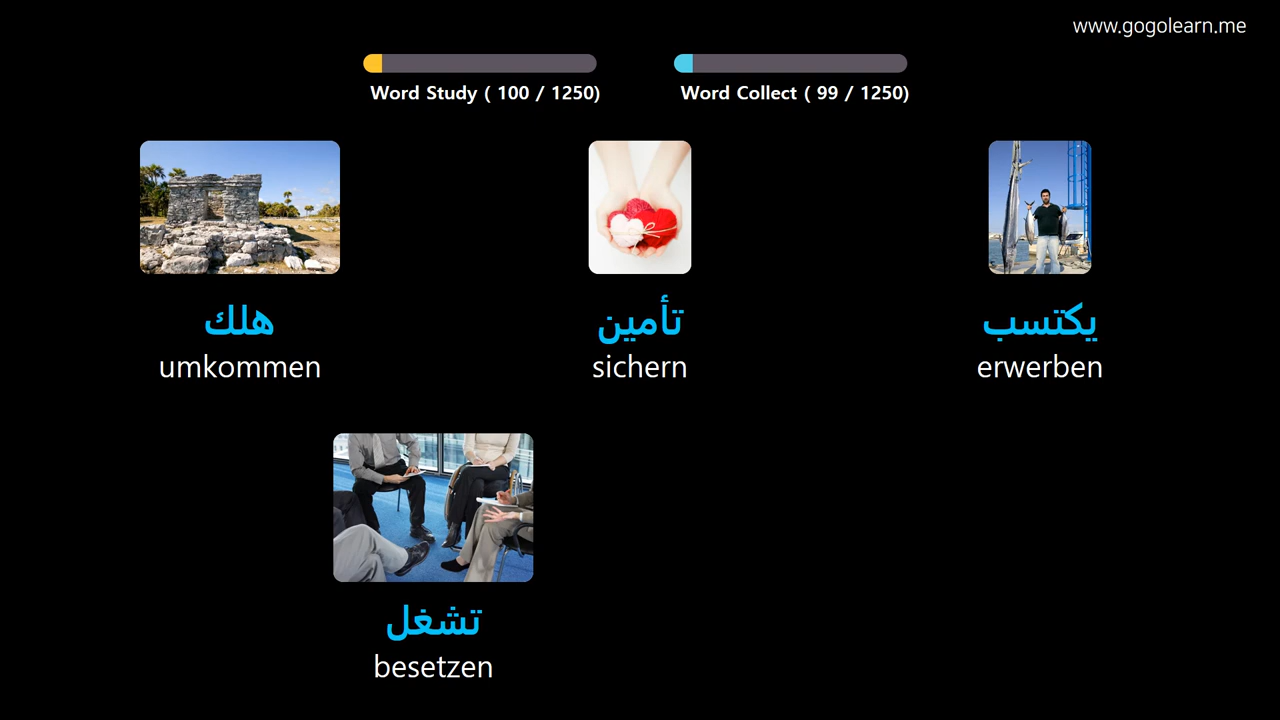 www.gogolearn.me
Word Study ( 100 / 1250)
Word Collect ( 99 / 1250)
هلك
umkommen
تأمين
sichern
يكتسب
erwerben
تشغل
besetzen